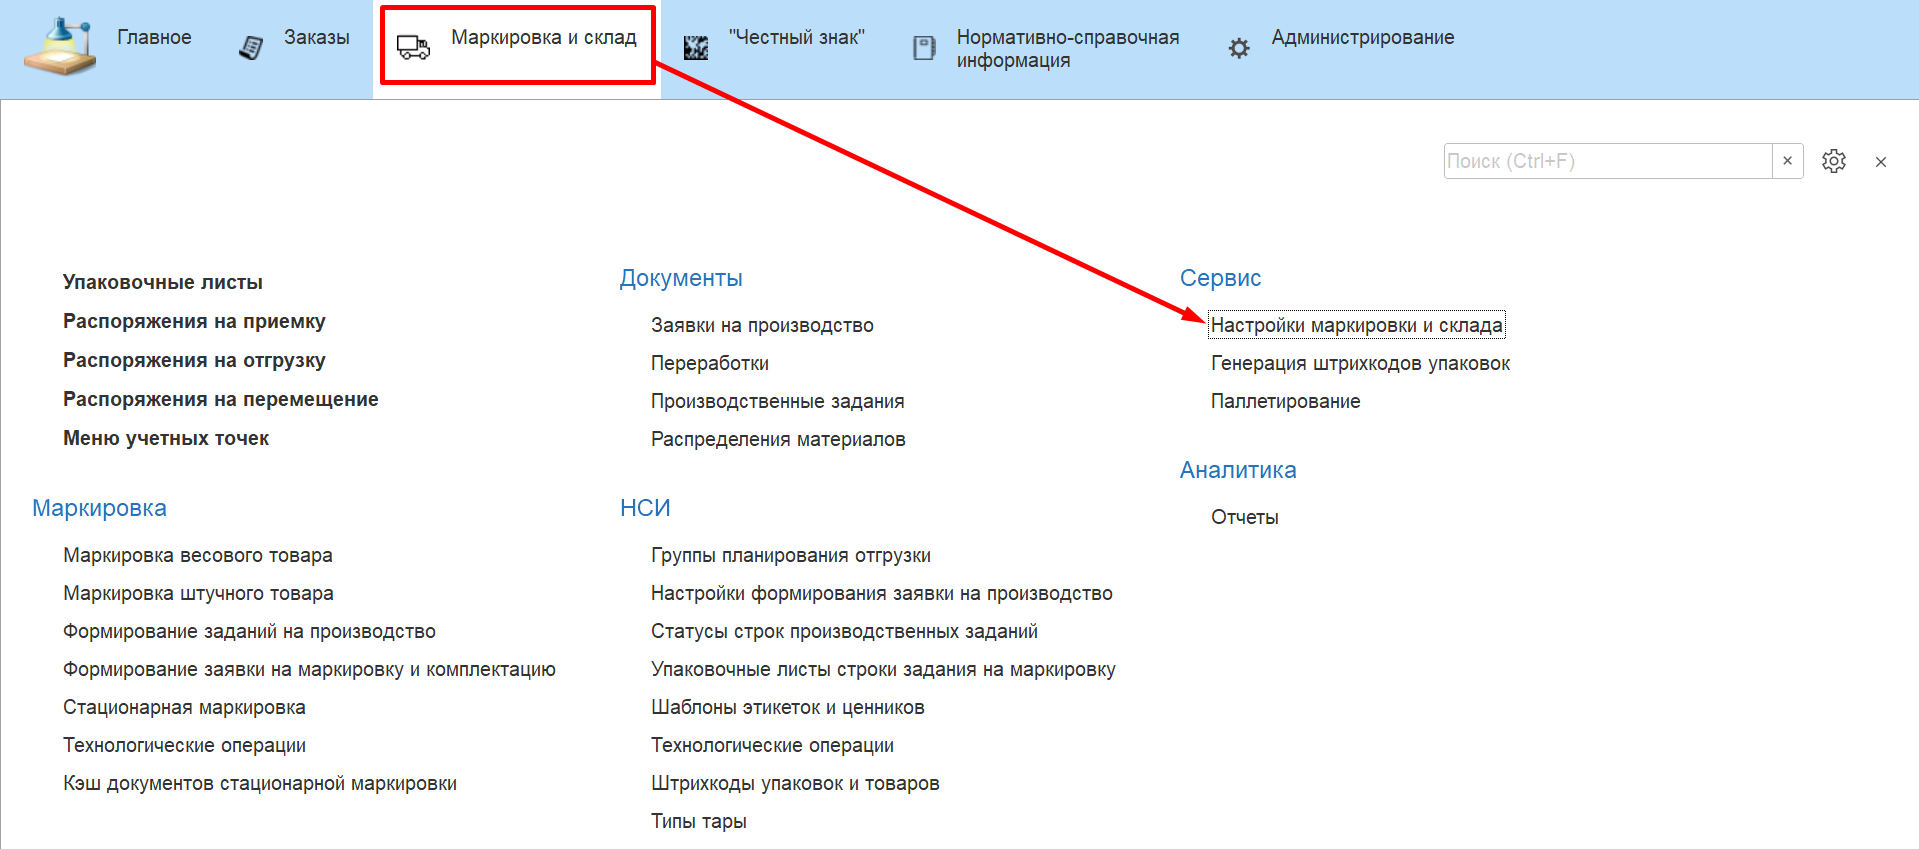 Главное
Заказы
Маркировка и склад
"Честный знак"
Нормативно-справочная
информация
Администрирование
Поиск (Ctrl+F)
Упаковочные листы
Распоряжения на приемку
Распоряжения на отгрузку
Распоряжения на перемещение
Меню учетных точек
Маркировка
Маркировка весового товара
Маркировка штучного товара
Формирование заданий на производство
Формирование заявки на маркировку и комплектацию
Стационарная маркировка
Технологические операции
Кэш документов стационарной маркировки
Документы
Заявки на производство
Переработки
Производственные задания
Распределения материалов
НСИ
Группы планирования отгрузки
Настройки формирования заявки на производство
Статусы строк производственных заданий
Упаковочные листы строки задания на маркировку
Шаблоны этикеток и ценников
Технологические операции
Штрихкоды упаковок и товаров
Типы тары
Сервис
Настройки маркировки и склада
Генерация штрихкодов упаковок
Паллетирование
Аналитика
Отчеты